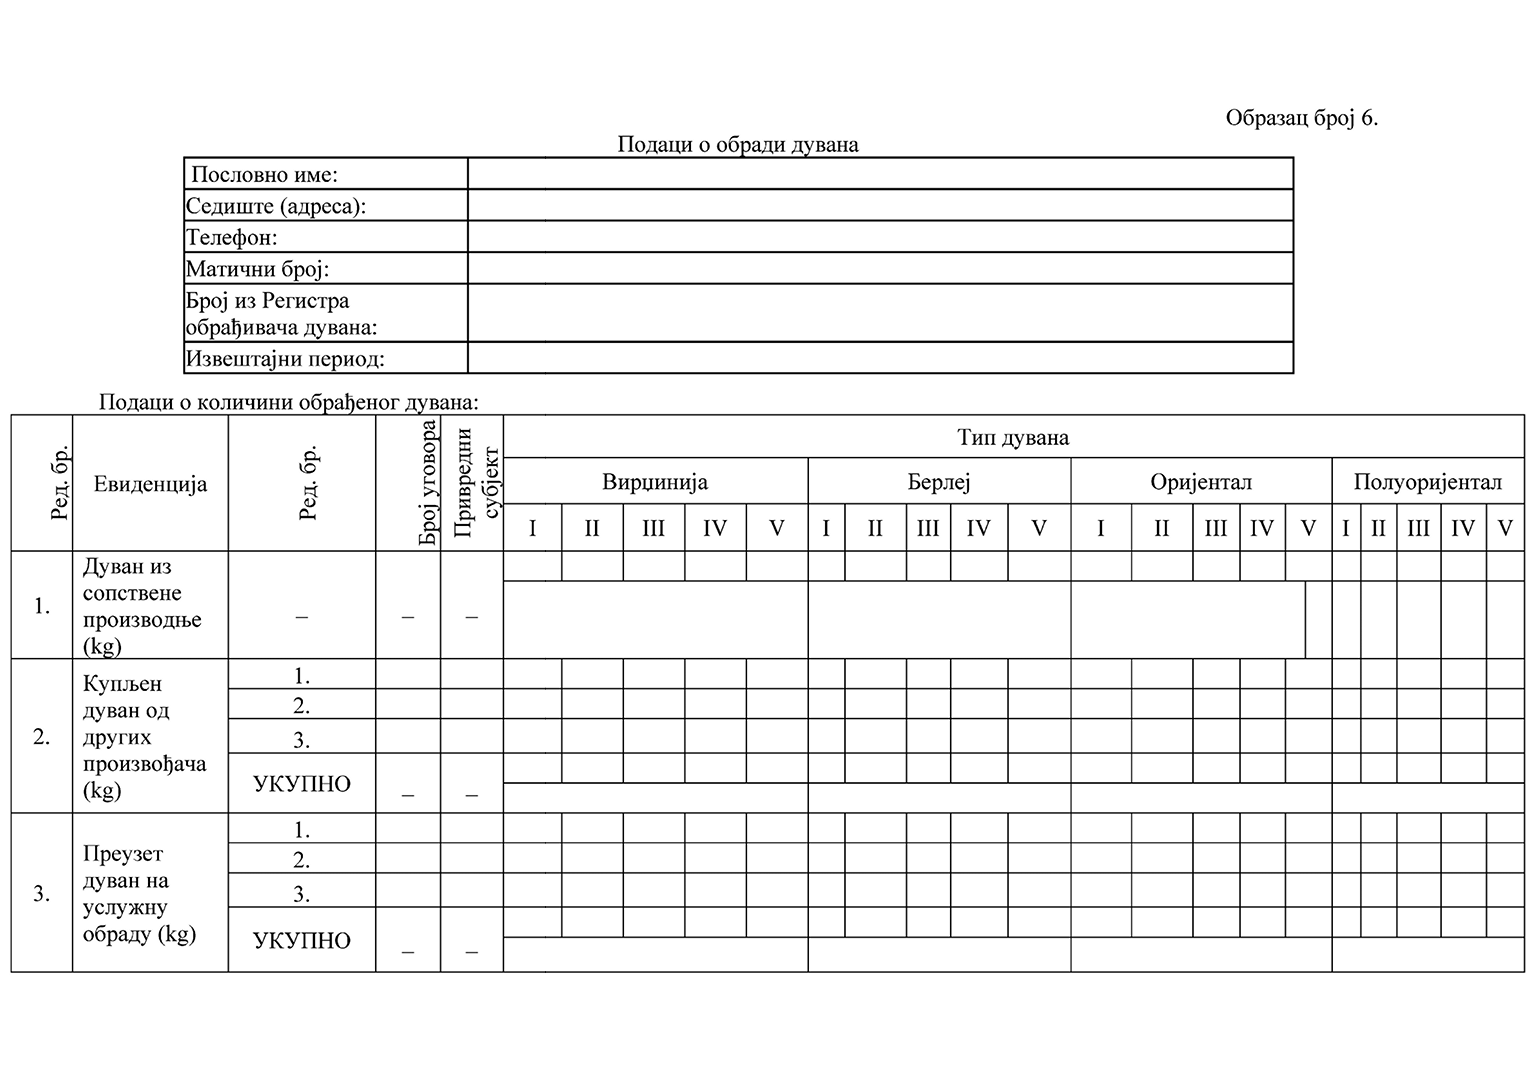 Образац број 6.
Подаци о обради дувана
Пословно име:
Седиште (адреса):
Телефон:
Матични број:
Број из Регистра
обрађивача дувана:
Извештајни период:
Подаци о количини обрађеног дувана:
Ред. бр.
Евиденција
Ред. бр.
Број уговора
Привредни
субјект
Тип дувана
Вирџинија Берлеј Оријентал Полуоријентал
I II III IV V I II III IV V I II III IV V I II III IV V
1.
Дуван из
сопствене
производње
(kg)
– – –
2.
Купљен
дуван од
других
произвођача
(kg)
1.
2.
3.
УКУПНО – –
3.
Преузет
дуван на
услужну
обраду (kg)
1.
2.
3.
УКУПНО – –